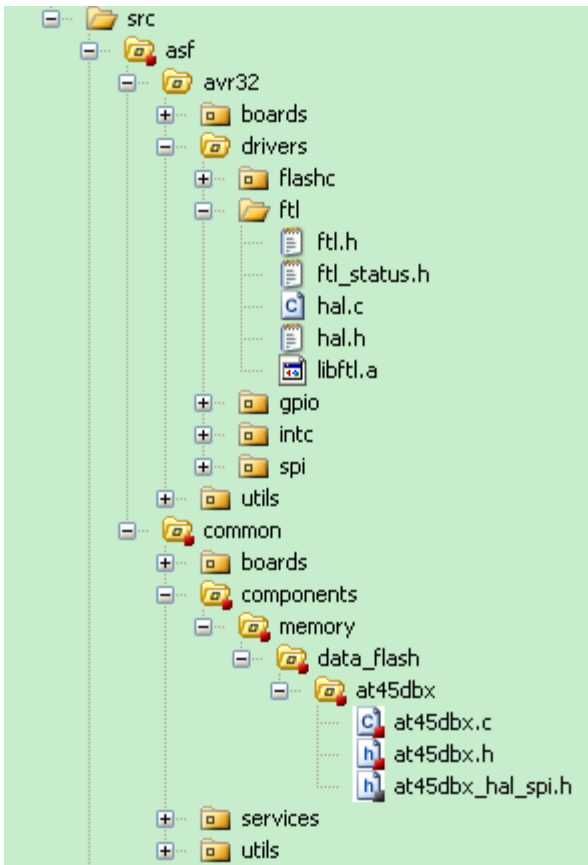 src
asf
avr32
boards
drivers
flashc
ftl
ftl.h
ftl_status.h
hal.c
hal.h
libftl.a
gpio
intc
spi
utils
common
boards
components
memory
data_flash
at45dbx
at45dbx.c
at45dbx.h
at45dbx_hal_spi.h
services
utils